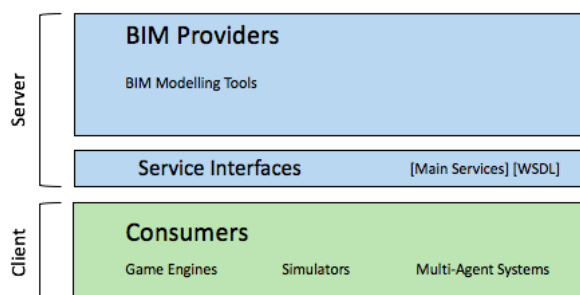 Server
BIM Providers
BIM Modelling Tools
Service Interfaces [Main Services] [WSDL]
Client
Consumers
Game Engines Simulators Multi-Agent Systems